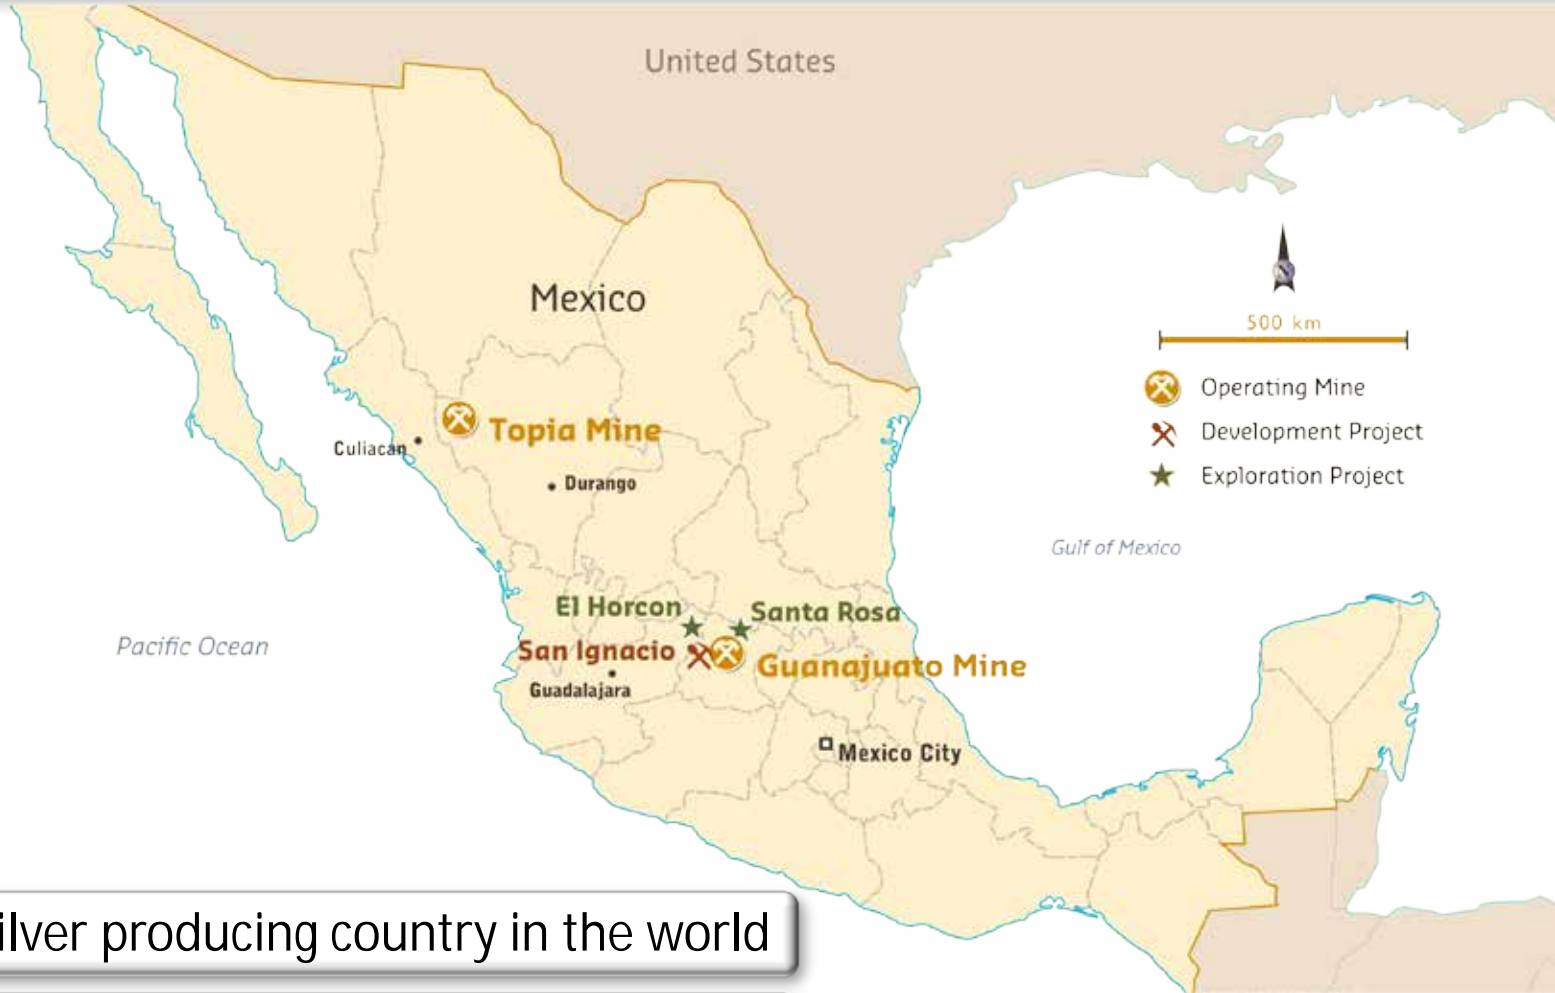 United States
Mexico
500 km
Operating Mine
Development Project
Exploration Project
Topia Mine
Culiacan
Durango
Gulf of Mexico
El Horcon
Santa Rosa
Pacific Ocean
San Ignacio
Guanajuato Mine
Guadalajara
Mexico City
ilver producing country in the world